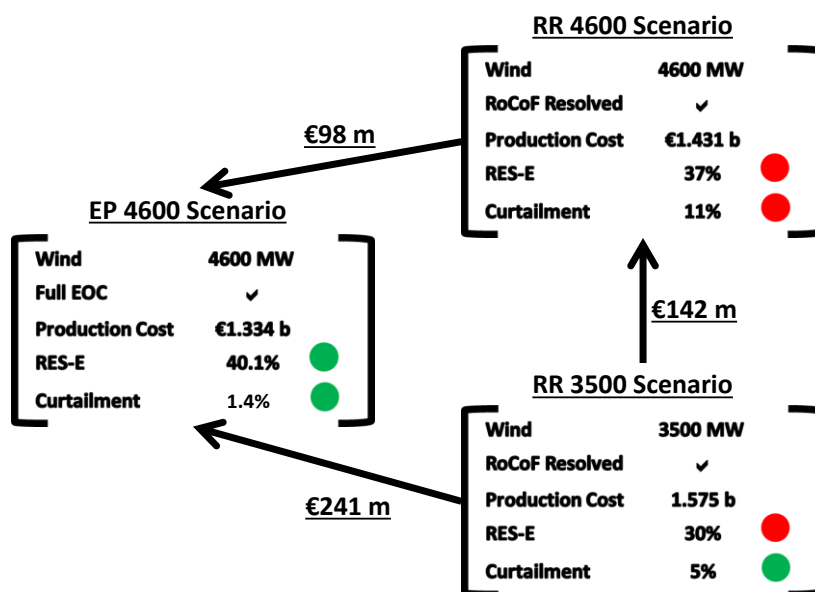 RR 4600 Scenario
Wind 4600 MW
RoCoF Resolved ✓
Production Cost €1.431 b
RES-E 37%
Curtailment 11%
€98 m
EP 4600 Scenario
Wind 4600 MW
Full EOC ✓
Production Cost €1.334 b
RES-E 40.1%
Curtailment 1.4%
€142 m
RR 3500 Scenario
Wind 3500 MW
RoCoF Resolved ✓
Production Cost 1.575 b
RES-E 30%
Curtailment 5%
€241 m